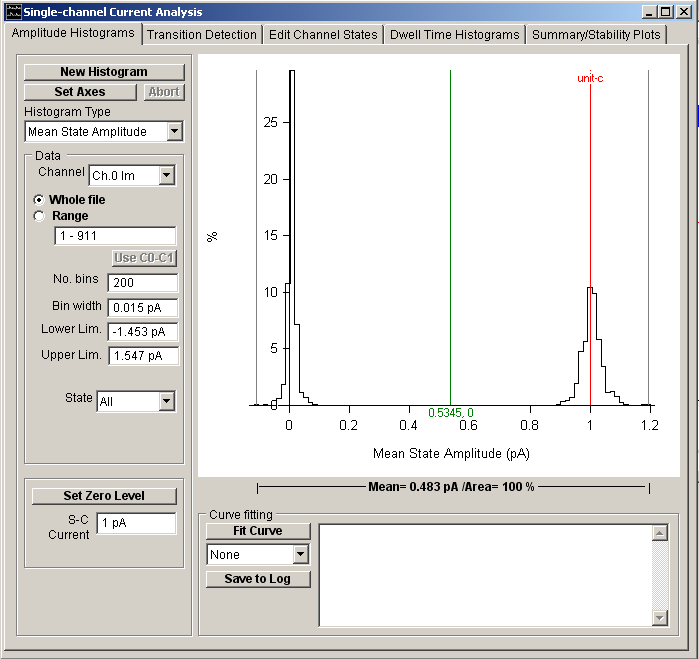 Single-channel Current Analysis
Amplitude Histograms Transition Detection Edit Channel States Dwell Time Histograms Summary/Stability Plots
New Histogram
Set Axes Abort
Histogram Type
Mean State Amplitude
Data
Channel Ch.0 Im
Whole file
Range
1 - 911
Use C0-C1
No. bins 200
Bin width 0.015 pA
Lower Lim. -1.453 pA
Upper Lim. 1.547 pA
State All
Set Zero Level
S-C Current 1 pA
unit-c
25
20
%
15
10
5
0
0.5345, 0
0 0.2 0.4 0.6 0.8 1 1.2
Mean State Amplitude (pA)
Mean= 0.483 pA /Area= 100 %
Curve fitting
Fit Curve
None
Save to Log